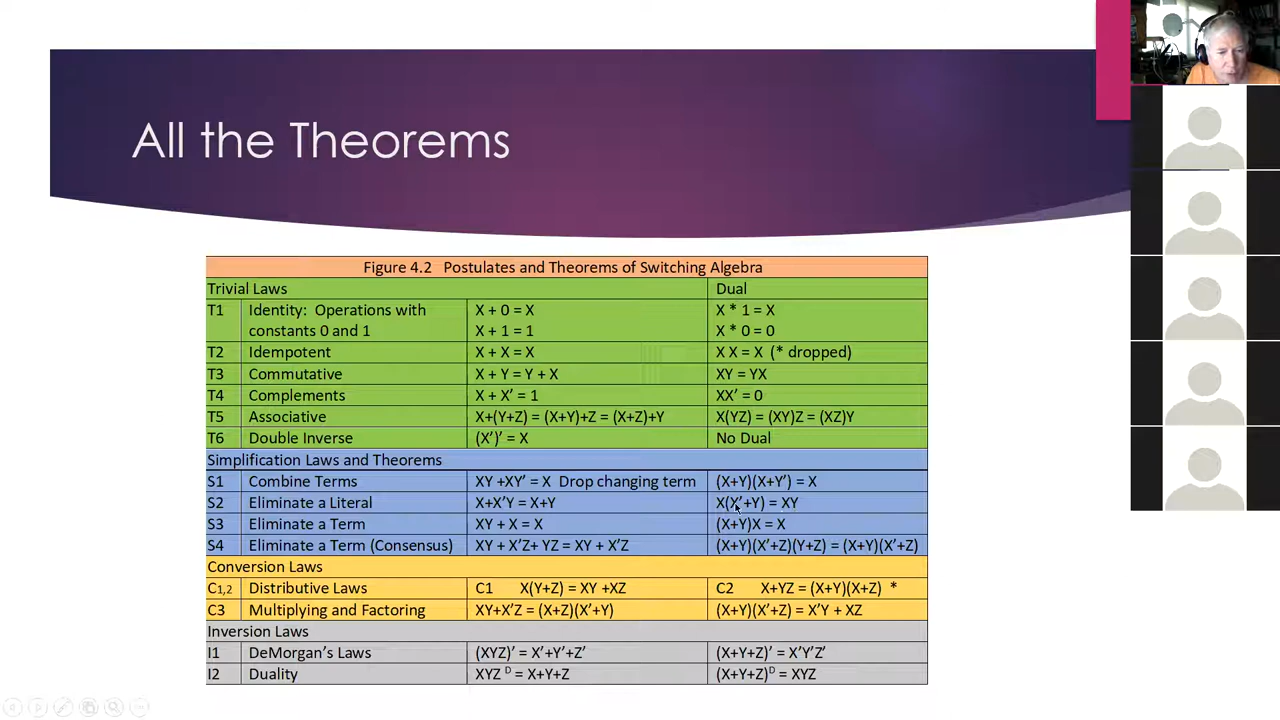 All the Theorems
Figure 4.2 Postulates and Theorems of Switching Algebra
Trivial Laws Dual
T1 Identity: Operations with constants 0 and 1 X + 0 = X X * 1 = X
X + 1 = 1 X * 0 = 0
T2 Idempotent X + X = X X X = X (* dropped)
T3 Commutative X + Y = Y + X XY = YX
T4 Complements X + X’ = 1 XX’ = 0
T5 Associative X+(Y+Z) = (X+Y)+Z = (X+Z)+Y X(YZ) = (XY)Z = (XZ)Y
T6 Double Inverse (X’)’ = X No Dual
Simplification Laws and Theorems
S1 Combine Terms XY +XY’ = X Drop changing term (X+Y)(X+Y’) = X
S2 Eliminate a Literal X+X’Y = X+Y X(X’+Y) = XY
S3 Eliminate a Term XY + X = X (X+Y)X = X
S4 Eliminate a Term (Consensus) XY + X’Z+ YZ = XY + X’Z (X+Y)(X’+Z)(Y+Z) = (X+Y)(X’+Z)
Conversion Laws
C1,2 Distributive Laws C1 X(Y+Z) = XY +XZ C2 X+YZ = (X+Y)(X+Z) *
C3 Multiplying and Factoring XY+X’Z = (X+Z)(X’+Y) (X+Y)(X’+Z) = X’Y + XZ
Inversion Laws
I1 DeMorgan’s Laws (XYZ)’ = X’+Y’+Z’ (X+Y+Z)’ = X’Y’Z’
I2 Duality XYZ D = X+Y+Z (X+Y+Z)D = XYZ